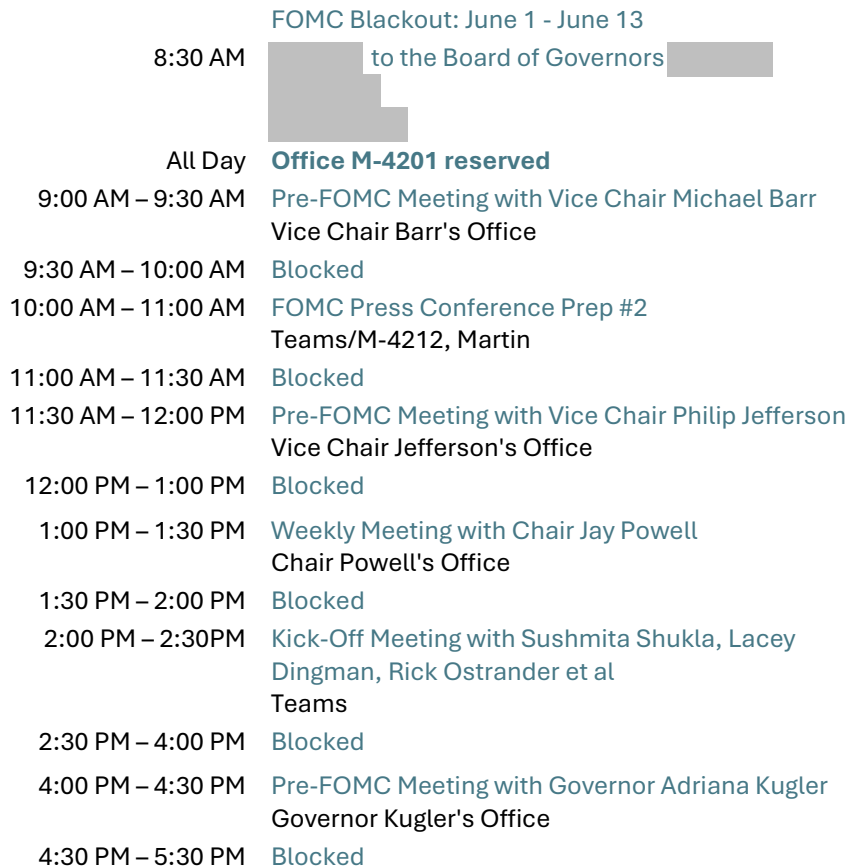 FOMC Blackout: June 1 - June 13
8:30 AM to the Board of Governors
All Day Office M-4201 reserved
9:00 AM – 9:30 AM Pre-FOMC Meeting with Vice Chair Michael Barr
Vice Chair Barr's Office
9:30 AM – 10:00 AM Blocked
10:00 AM – 11:00 AM FOMC Press Conference Prep #2
Teams/M-4212, Martin
11:00 AM – 11:30 AM Blocked
11:30 AM – 12:00 PM Pre-FOMC Meeting with Vice Chair Philip Jefferson
Vice Chair Jefferson's Office
12:00 PM – 1:00 PM Blocked
1:00 PM – 1:30 PM Weekly Meeting with Chair Jay Powell
Chair Powell's Office
1:30 PM – 2:00 PM Blocked
2:00 PM – 2:30PM Kick-Off Meeting with Sushmita Shukla, Lacey
Dingman, Rick Ostrander et al
Teams
2:30 PM – 4:00 PM Blocked
4:00 PM – 4:30 PM Pre-FOMC Meeting with Governor Adriana Kugler
Governor Kugler's Office
4:30 PM – 5:30 PM Blocked